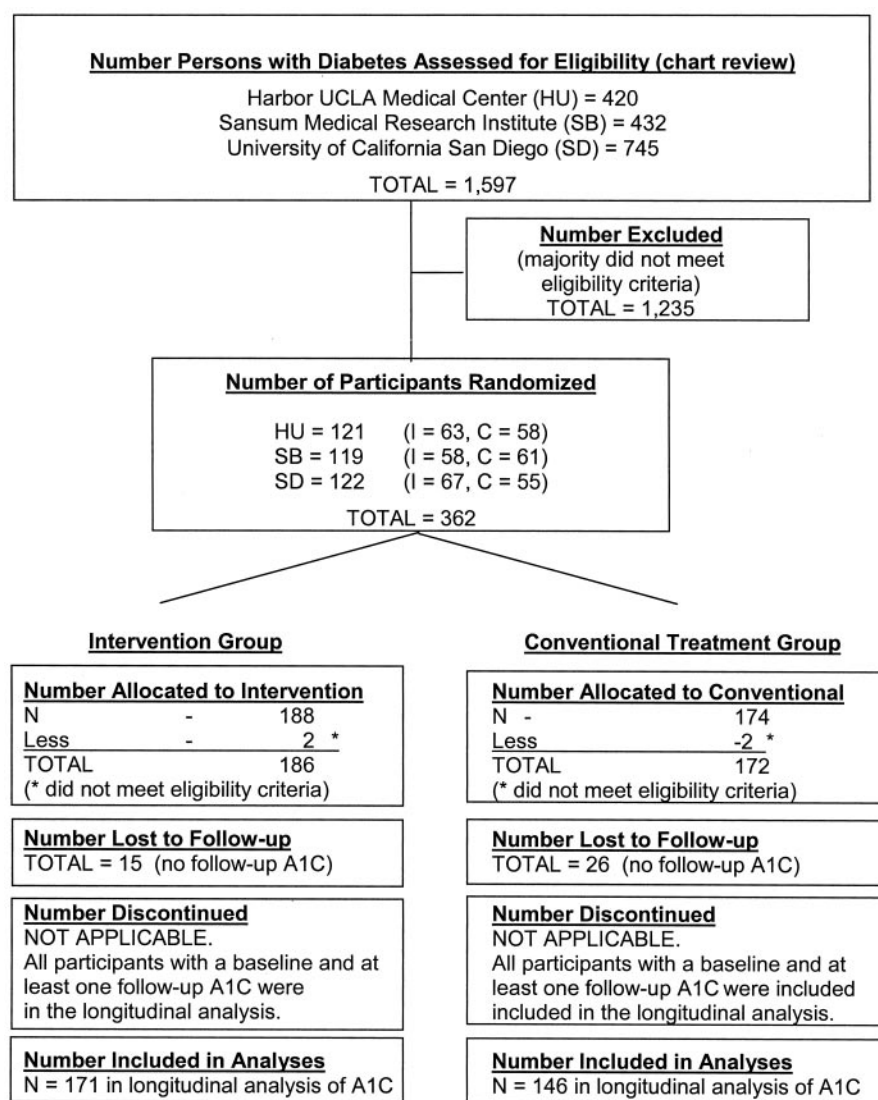 Number Persons with Diabetes Assessed for Eligibility (chart review)
Harbor UCLA Medical Center (HU) = 420
Sansum Medical Research Institute (SB) = 432
University of California San Diego (SD) = 745
TOTAL = 1,597
Number Excluded
(majority did not meet
eligibility criteria)
TOTAL = 1,235
Number of Participants Randomized
HU = 121 (I = 63, C = 58)
SB = 119 (I = 58, C = 61)
SD = 122 (I = 67, C = 55)
TOTAL = 362
Intervention Group
Number Allocated to Intervention
N - 188
Less - 2 *
TOTAL 186
(* did not meet eligibility criteria)
Number Lost to Follow-up
TOTAL = 15 (no follow-up A1C)
Number Discontinued
NOT APPLICABLE.
All participants with a baseline and at
least one follow-up A1C were
in the longitudinal analysis.
Number Included in Analyses
N = 171 in longitudinal analysis of A1C
Conventional Treatment Group
Number Allocated to Conventional
N - 174
Less -2 *
TOTAL 172
(* did not meet eligibility criteria)
Number Lost to Follow-up
TOTAL = 26 (no follow-up A1C)
Number Discontinued
NOT APPLICABLE.
All participants with a baseline and at
least one follow-up A1C were included
included in the longitudinal analysis.
Number Included in Analyses
N = 146 in longitudinal analysis of A1C